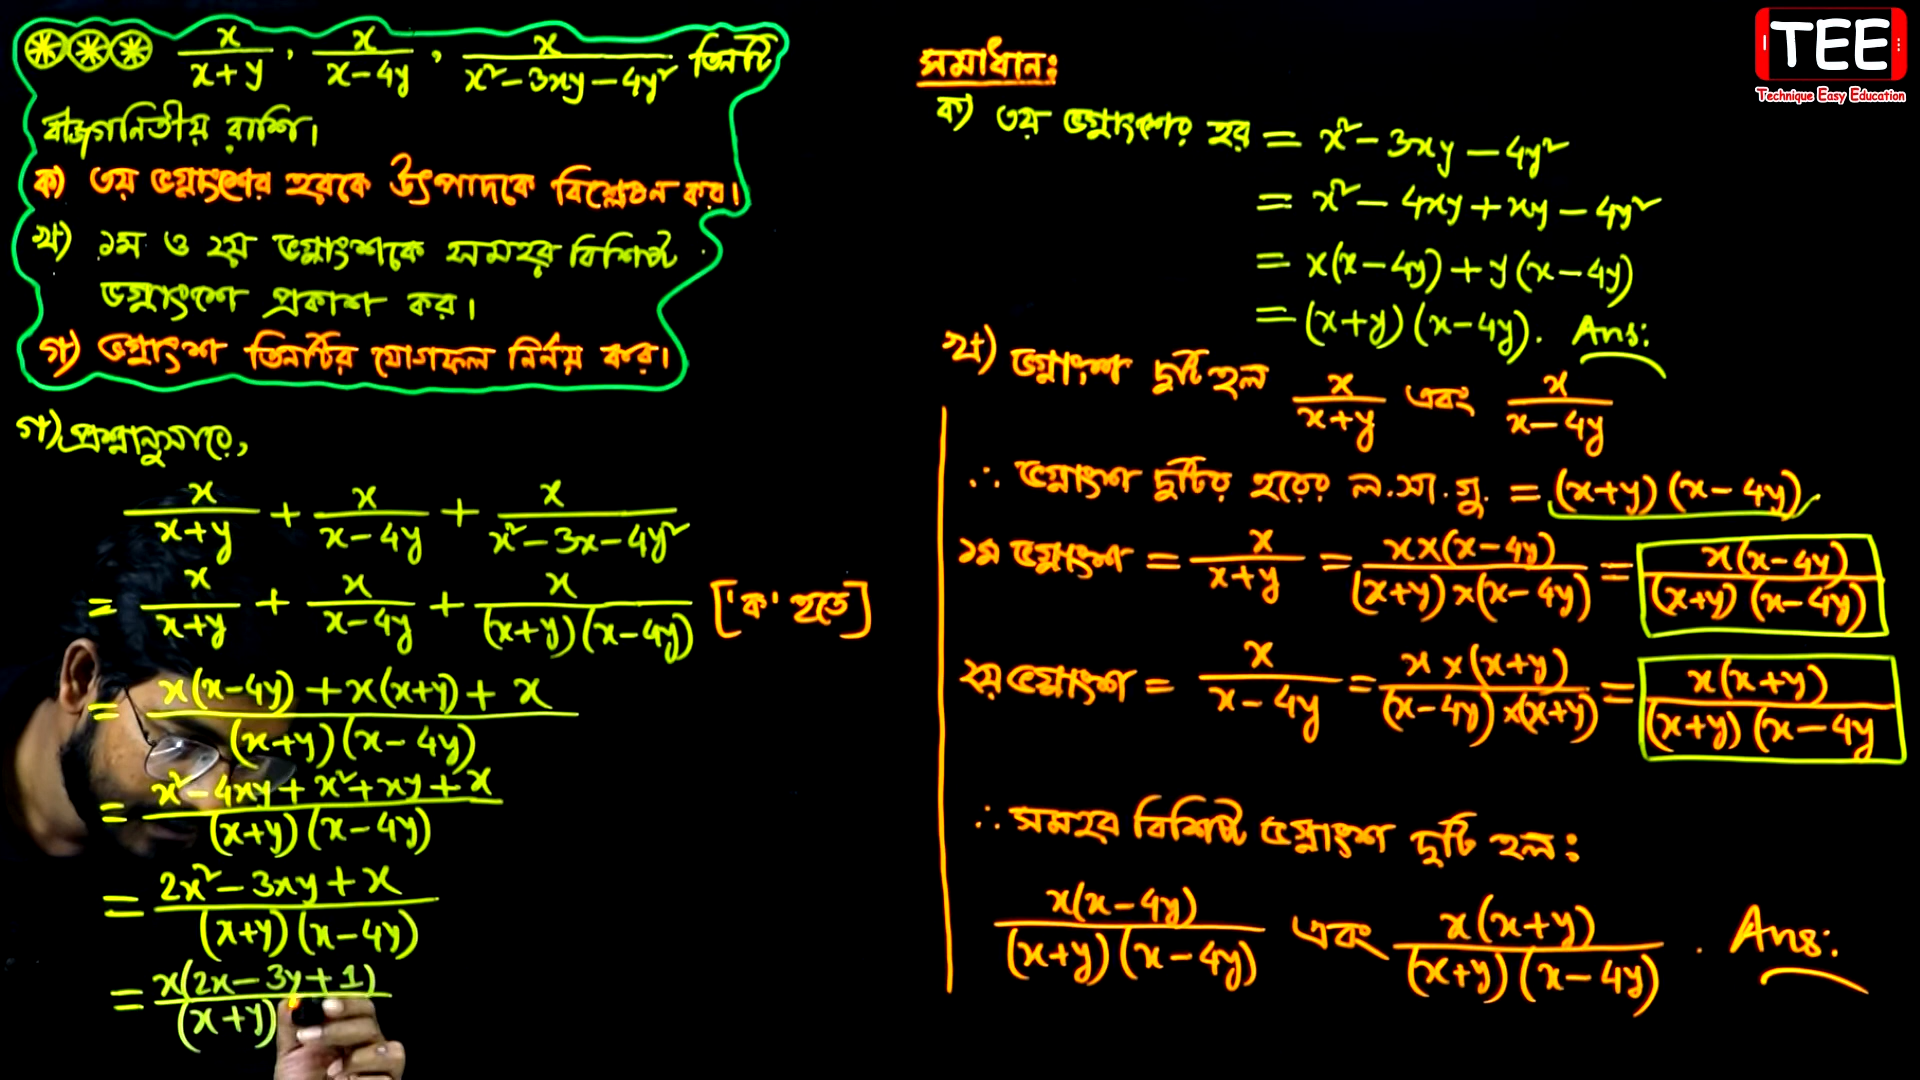 x/(x+y), x/(x-4y), x/(x²-3xy-4y²) তিনটি
বীজগনিতীয় রাশি।
ক) ৩য় ভগ্নাংশের হরকে উৎপাদকে বিশ্লেষন কর।
খ) ১ম ও ২য় ভগ্নাংশকে সমহর বিশিষ্ট
ভগ্নাংশে প্রকাশ কর।
গ) ভগ্নাংশ তিনটির যোগফল নির্নয় কর।
গ) প্রশ্নানুসারে,
x/(x+y) + x/(x-4y) + x/(x²-3x-4y²)
= x/(x+y) + x/(x-4y) + x/((x+y)(x-4y)) ['ক' হতে]
= (x(x-4y)+x(x+y)+x)/((x+y)(x-4y))
= (x²-4xy+x²+xy+x)/((x+y)(x-4y))
= (2x²-3xy+x)/((x+y)(x-4y))
= x(2x-3y+1)/(x+y)
TEE
Technique Easy Education
সমাধান:
ক) ৩য় ভগ্নাংশের হর = x²-3xy-4y²
= x²-4xy+xy-4y²
= x(x-4y)+y(x-4y)
= (x+y)(x-4y). Ans:
খ) ভগ্নাংশ দুটি হল x/(x+y) এবং x/(x-4y)
∴ ভগ্নাংশ দুটির হরের ল.সা.গু. = (x+y)(x-4y),
১ম ভগ্নাংশ = x/(x+y) = x×(x-4y)/((x+y)×(x-4y)) = x(x-4y)/((x+y)(x-4y))
২য় ভগ্নাংশ = x/(x-4y) = x×(x+y)/((x-4y)×(x+y)) = x(x+y)/((x+y)(x-4y
∴ সমহর বিশিষ্ট ভগ্নাংশ দুটি হল:
x(x-4y)/((x+y)(x-4y)) এবং x(x+y)/((x+y)(x-4y)). Ans: